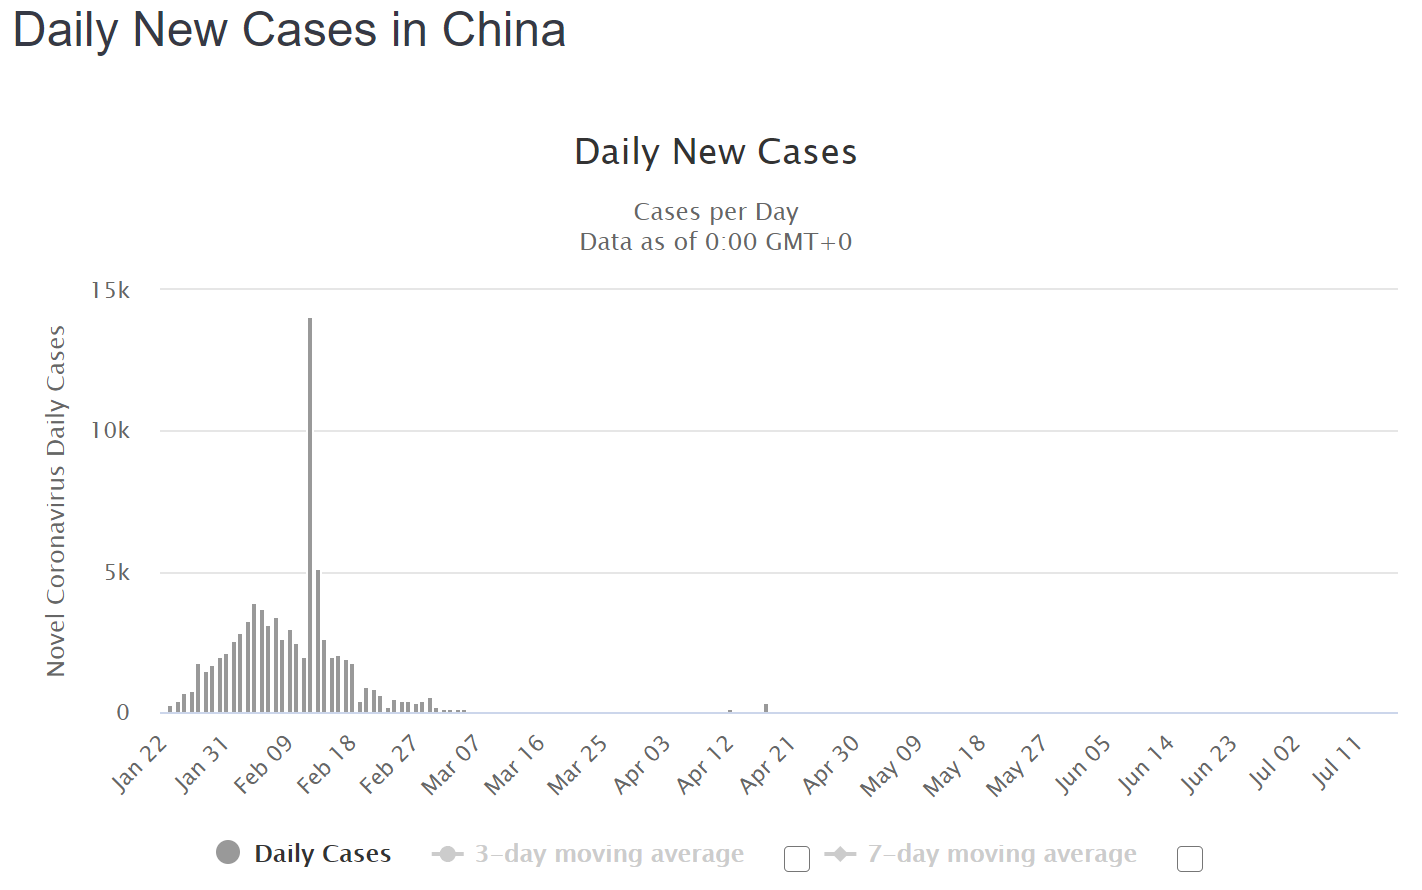 Daily New Cases in China
Daily New Cases
Cases per Day
Data as of 0:00 GMT+0
Novel Coronavirus Daily Cases
15k
10k
5k
0
Jan 22
Jan 31
Feb 09
Feb 18
Feb 27
Mar 07
Mar 16
Mar 25
Apr 03
Apr 12
Apr 21
Apr 30
May 09
May 18
May 27
Jun 05
Jun 14
Jun 23
Jul 02
Jul 11
Daily Cases
3-day moving average
7-day moving average